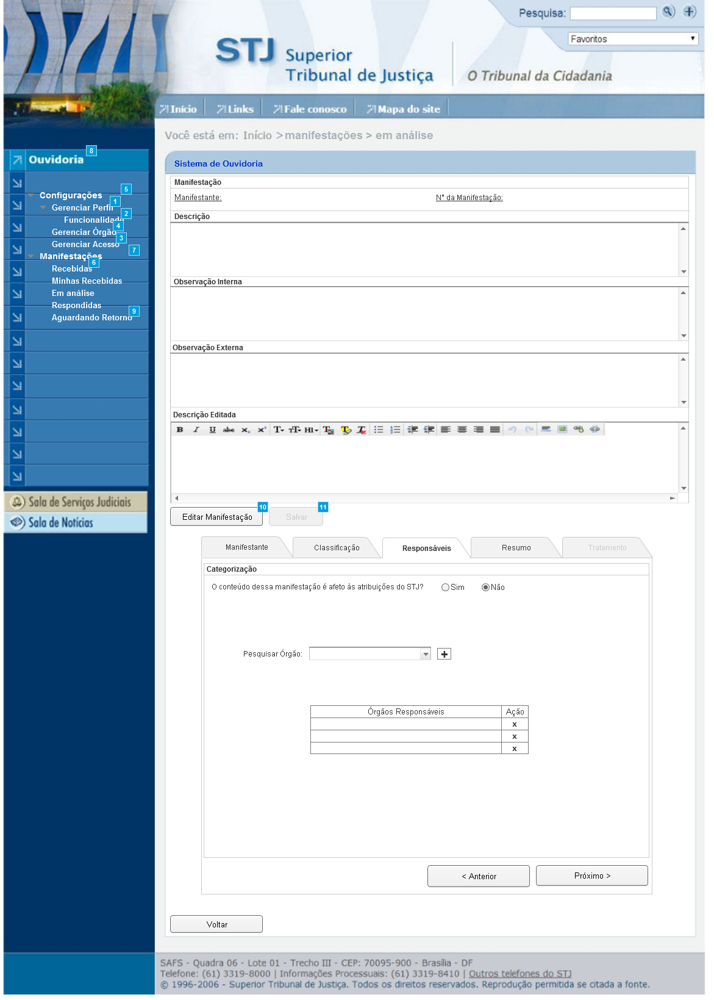 Pesquisa:
Favoritos
STJ Superior
Tribunal de Justiça
O Tribunal da Cidadania
Início
Links
Fale conosco
Mapa do site
Você está em: Início > manifestações > em análise
8
Ouvidoria
5
Configurações
1
Gerenciar Perfil
2
Funcionalidade
4
Gerenciar Órgão
3
Gerenciar Acesso
7
Manifestações
6
Recebidas
Minhas Recebidas
Em análise
Respondidas
9
Aguardando Retorno
Sala de Serviços Judiciais
Sala de Notícias
Sistema de Ouvidoria
Manifestação
Manifestante:
N° da Manifestação:
Descrição
Observação Interna
Observação Externa
Descrição Editada
B I U abc x₂ x² T tT H1 T
10
Editar Manifestação
11
Salvar
Manifestante
Classificação
Responsáveis
Resumo
Tratamento
Categorização
O conteúdo dessa manifestação é afeto às atribuições do STJ? Sim Não
Pesquisar Órgão:
Órgãos Responsáveis Ação
x
x
x
< Anterior
Próximo >
Voltar
SAFS - Quadra 06 - Lote 01 - Trecho III - CEP: 70095-900 - Brasília - DF
Telefone: (61) 3319-8000 | Informações Processuais: (61) 3319-8410 | Outros telefones do STJ
© 1996-2006 - Superior Tribunal de Justiça. Todos os direitos reservados. Reprodução permitida se citada a fonte.